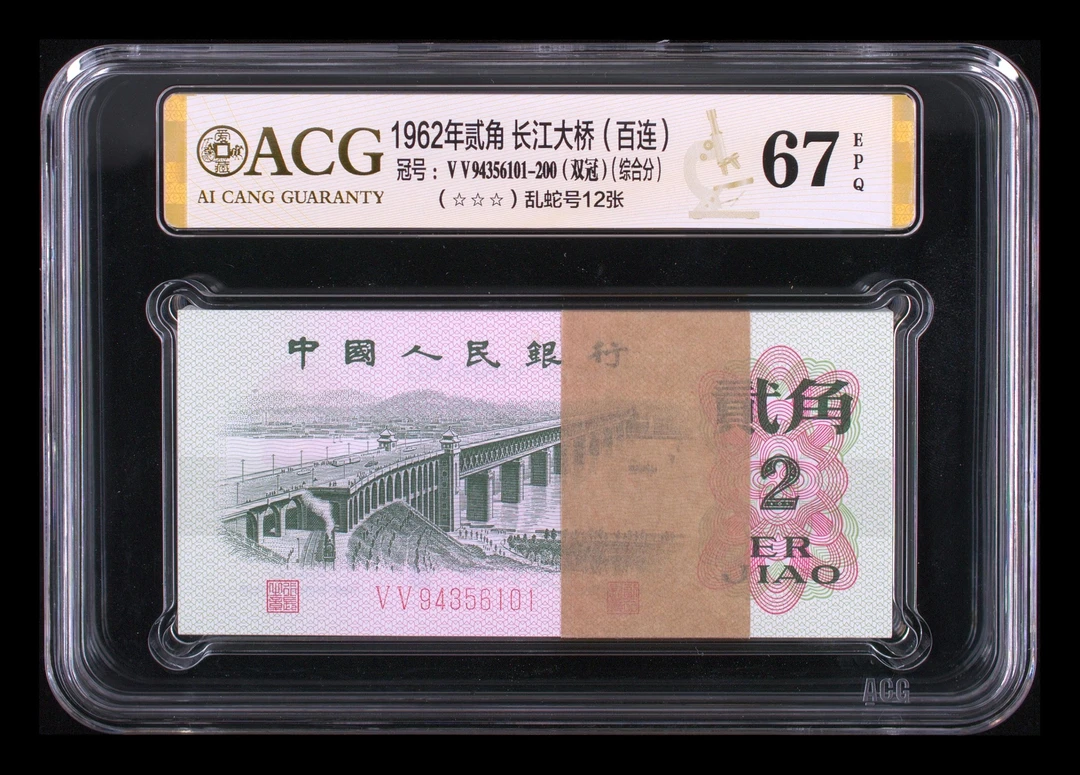 ACG
AI CANG GUARANTY
1962年贰角 长江大桥（百连）
冠号：VV94356101-200（双冠）（综合分）
（☆☆☆）乱蛇号12张
67
EPQ
中國人民銀行
貳角
2
ER
JIAO
VV94356101
ACG